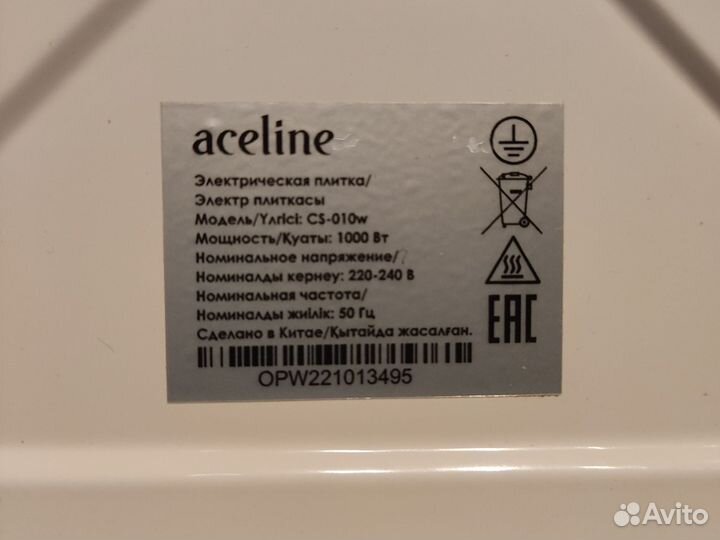 aceline
Электрическая плитка/
Электр плиткасы
Модель/Үлгісі: CS-010w
Мощность/Қуаты: 1000 Вт
Номинальное напряжение/
Номиналды кернеу: 220-240 В
Номинальная частота/
Номиналды жиілік: 50 Гц
Сделано в Китае/Қытайда жасалған.
OPW221013495
EAC
Avito